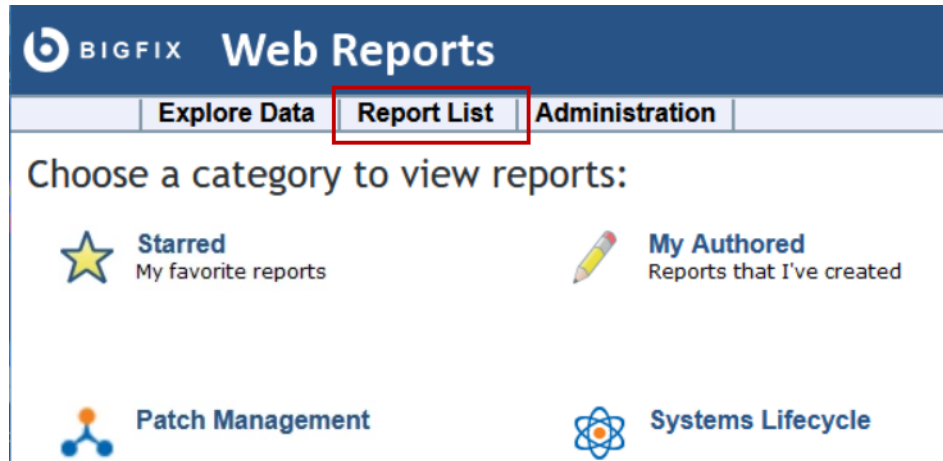 BIGFIX Web Reports
Explore Data Report List Administration
Choose a category to view reports:
Starred My Authored
My favorite reports Reports that I've created
Patch Management Systems Lifecycle